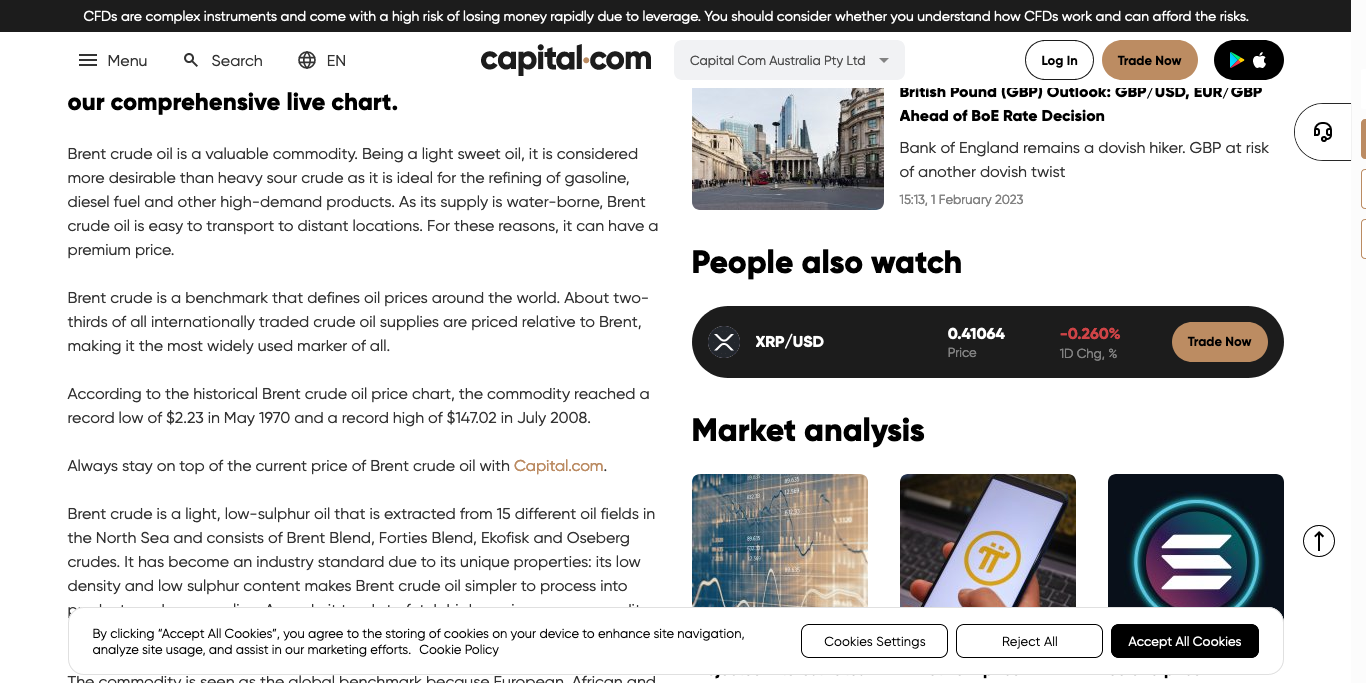 CFDs are complex instruments and come with a high risk of losing money rapidly due to leverage. You should consider whether you understand how CFDs work and can afford the risks.
Menu
Search
EN
capital.com
Capital Com Australia Pty Ltd
Log In
Trade Now
our comprehensive live chart.
Brent crude oil is a valuable commodity. Being a light sweet oil, it is considered
more desirable than heavy sour crude as it is ideal for the refining of gasoline,
diesel fuel and other high-demand products. As its supply is water-borne, Brent
crude oil is easy to transport to distant locations. For these reasons, it can have a
premium price.
Brent crude is a benchmark that defines oil prices around the world. About two-
thirds of all internationally traded crude oil supplies are priced relative to Brent,
making it the most widely used marker of all.
According to the historical Brent crude oil price chart, the commodity reached a
record low of $2.23 in May 1970 and a record high of $147.02 in July 2008.
Always stay on top of the current price of Brent crude oil with Capital.com.
Brent crude is a light, low-sulphur oil that is extracted from 15 different oil fields in
the North Sea and consists of Brent Blend, Forties Blend, Ekofisk and Oseberg
crudes. It has become an industry standard due to its unique properties: its low
density and low sulphur content makes Brent crude oil simpler to process into
The commodity is seen as the global benchmark because European, African and
British Pound (GBP) Outlook: GBP/USD, EUR/GBP
Ahead of BoE Rate Decision
Bank of England remains a dovish hiker. GBP at risk
of another dovish twist
15:13, 1 February 2023
People also watch
XRP/USD
0.41064
Price
-0.260%
1D Chg, %
Trade Now
Market analysis
By clicking “Accept All Cookies”, you agree to the storing of cookies on your device to enhance site navigation,
analyze site usage, and assist in our marketing efforts. Cookie Policy
Cookies Settings
Reject All
Accept All Cookies